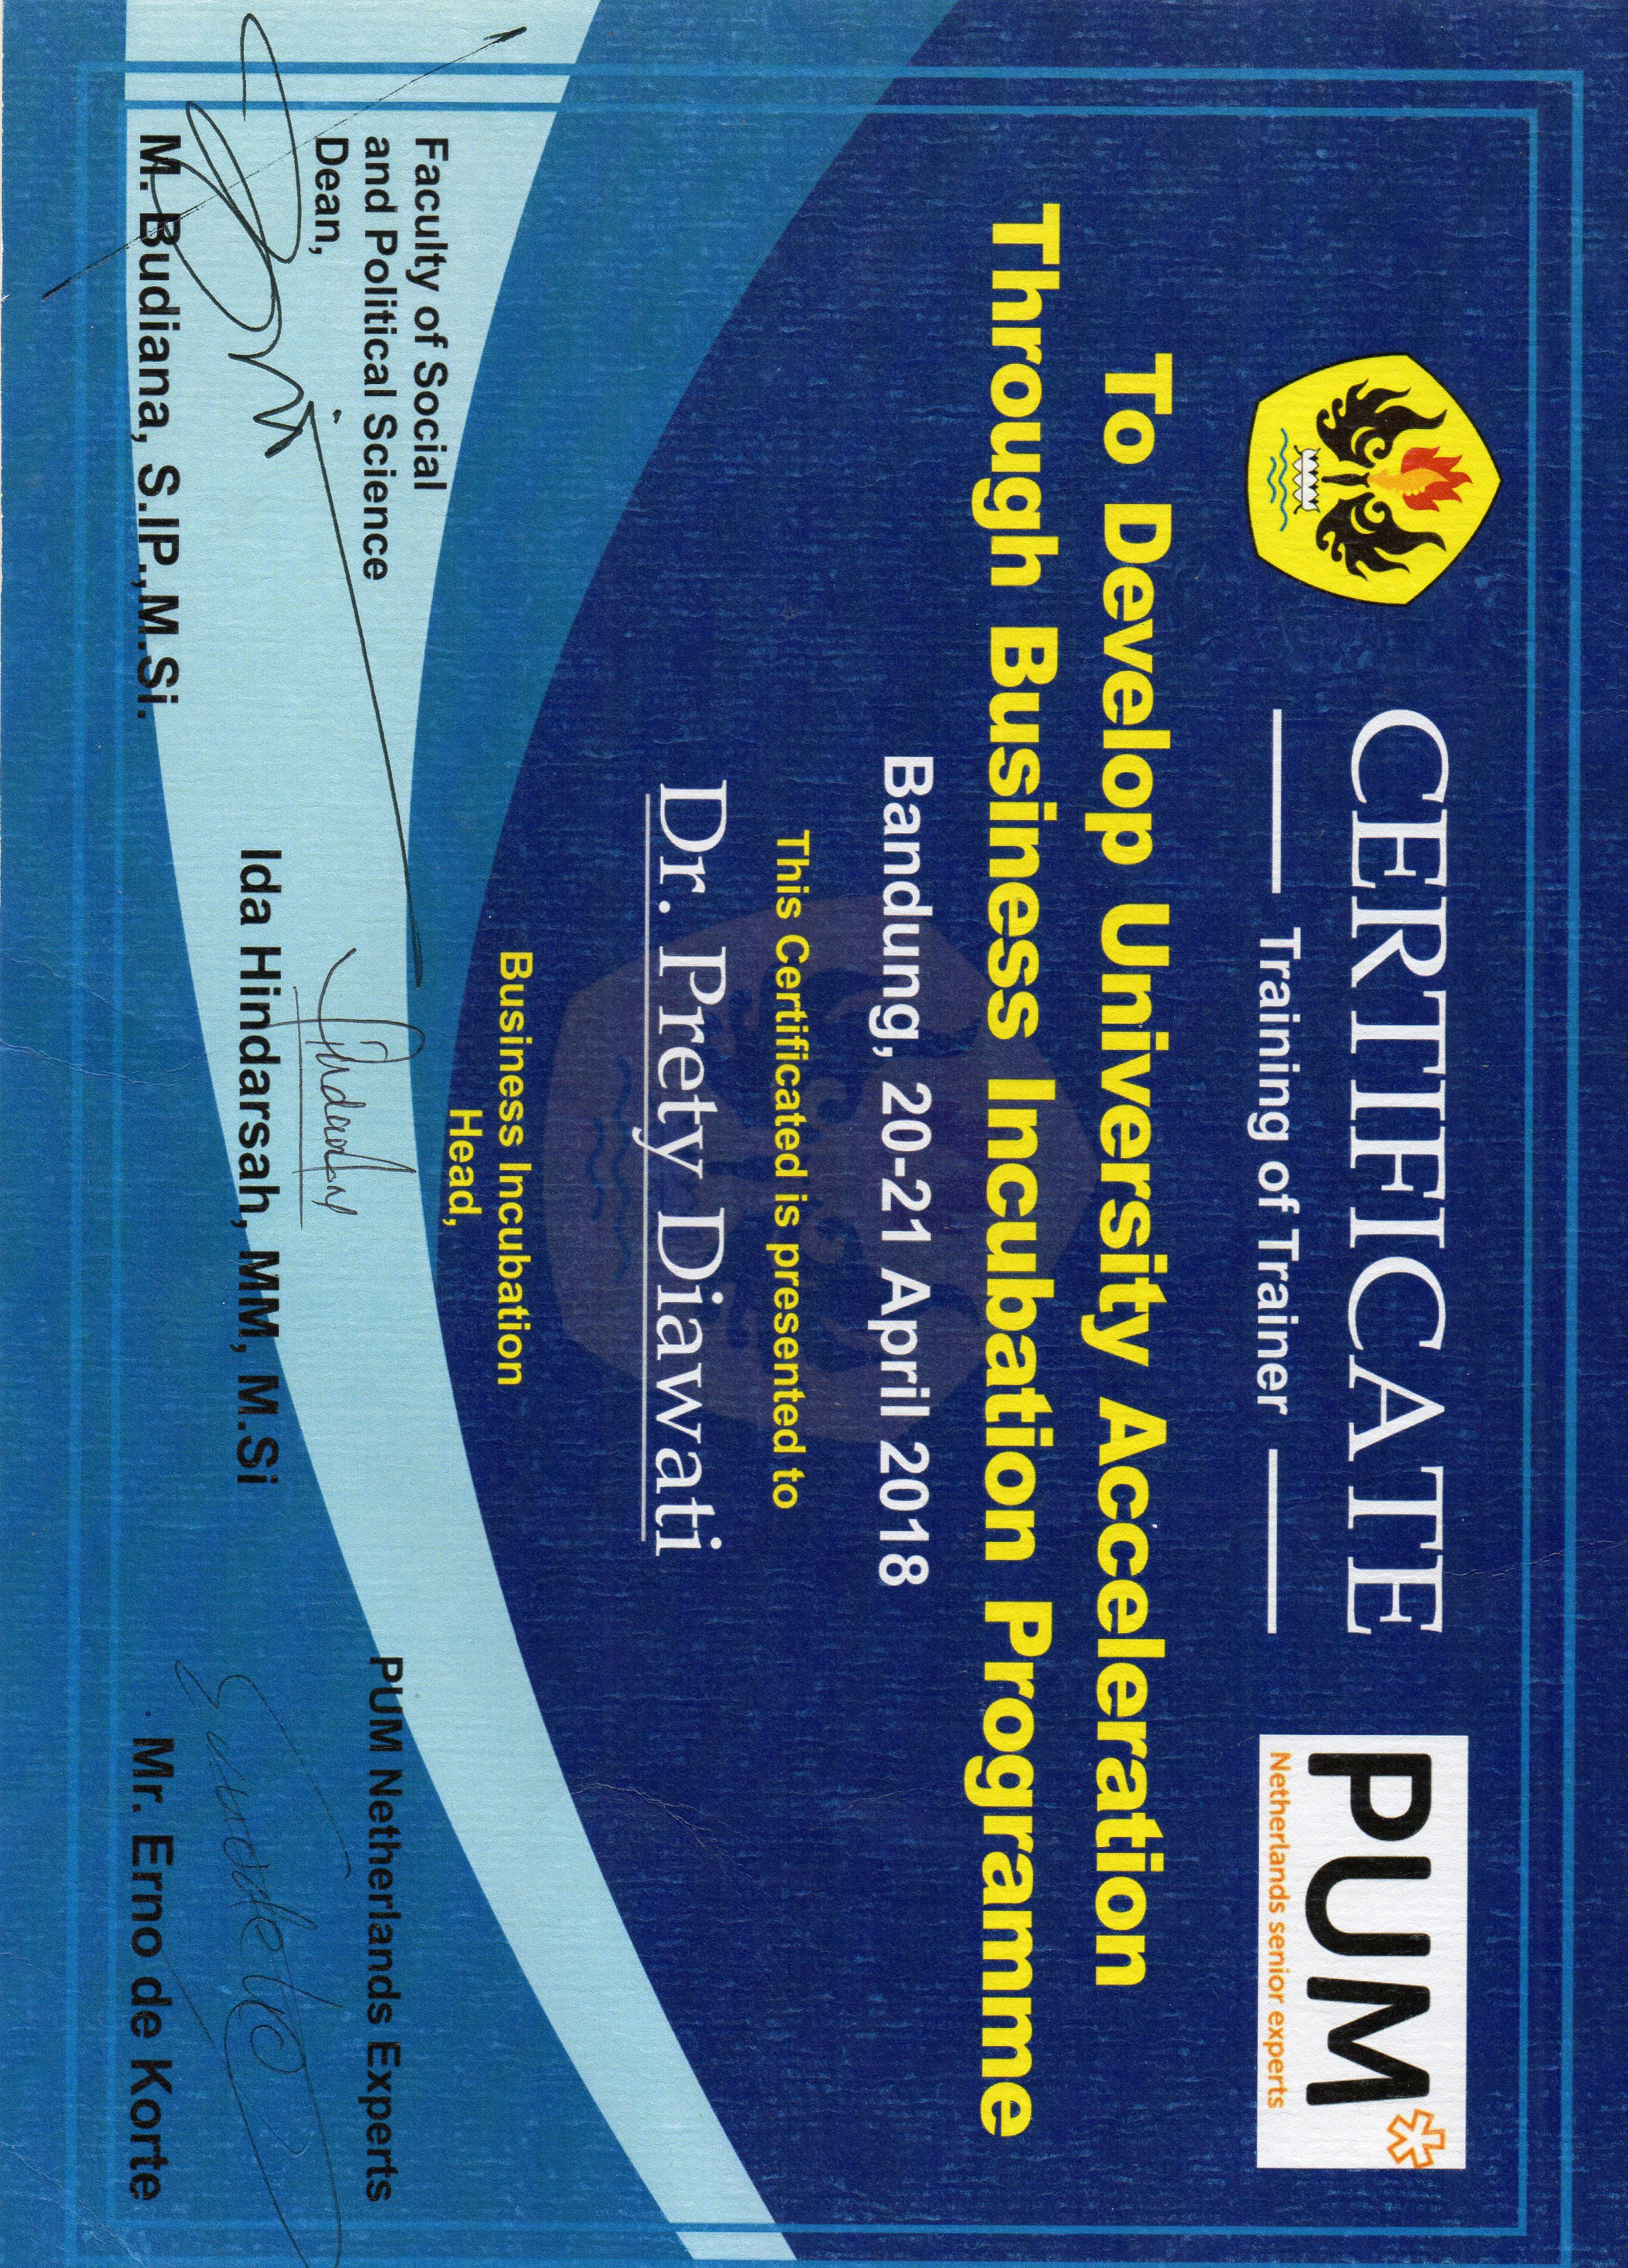 CERTIFICATE
Training of Trainer
PUM
Netherlands senior experts
To Develop University Acceleration
Through Business Incubation Programme
Bandung, 20-21 April 2018
This Certificated is presented to
Dr. Prety Diawati
Faculty of Social
and Political Science
Dean,
M. Budiana, S.IP.,M.Si.
Business Incubation
Head,
Ida Hindarsah, MM, M.Si
PUM Netherlands Experts
Mr. Erno de Korte